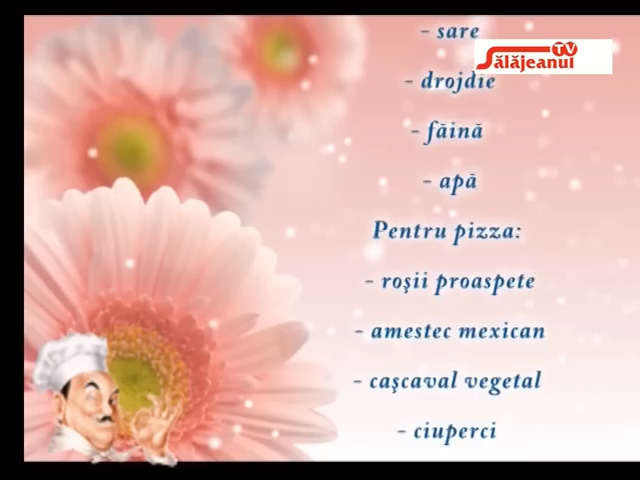 - sare
TV
Sălăjeanul
- drojdie
- făină
- apă
Pentru pizza:
- roşii proaspete
- amestec mexican
- caşcaval vegetal
- ciuperci